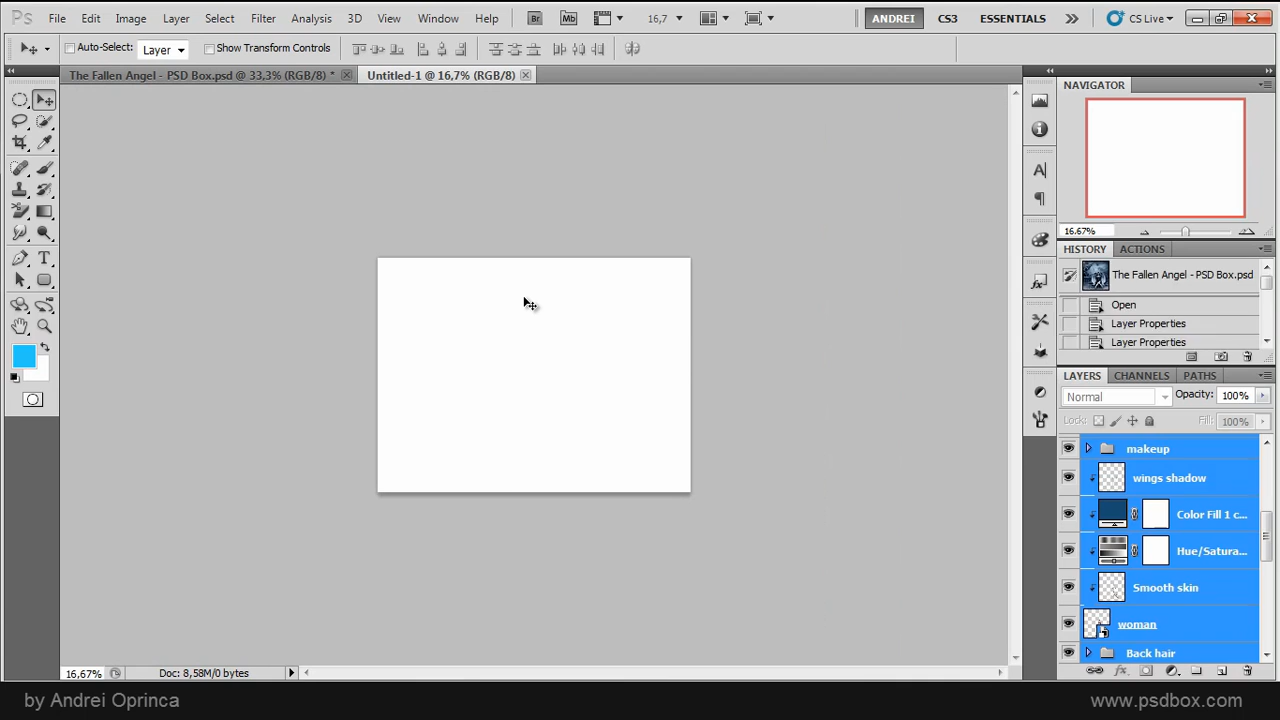 Ps File Edit Image Layer Select Filter Analysis 3D View Window Help Br Mb 16,7 ANDREI CS3 ESSENTIALS CS Live
Auto-Select: Layer Show Transform Controls
The Fallen Angel - PSD Box.psd @ 33,3% (RGB/8) * Untitled-1 @ 16,7% (RGB/8)
NAVIGATOR
16.67%
HISTORY ACTIONS
The Fallen Angel - PSD Box.psd
Open
Layer Properties
Layer Properties
LAYERS CHANNELS PATHS
Normal Opacity: 100%
Lock: Fill: 100%
makeup
wings shadow
Color Fill 1 c...
Hue/Satura...
Smooth skin
woman
Back hair
16,67% Doc: 8,58M/0 bytes
by Andrei Oprinca www.psdbox.com